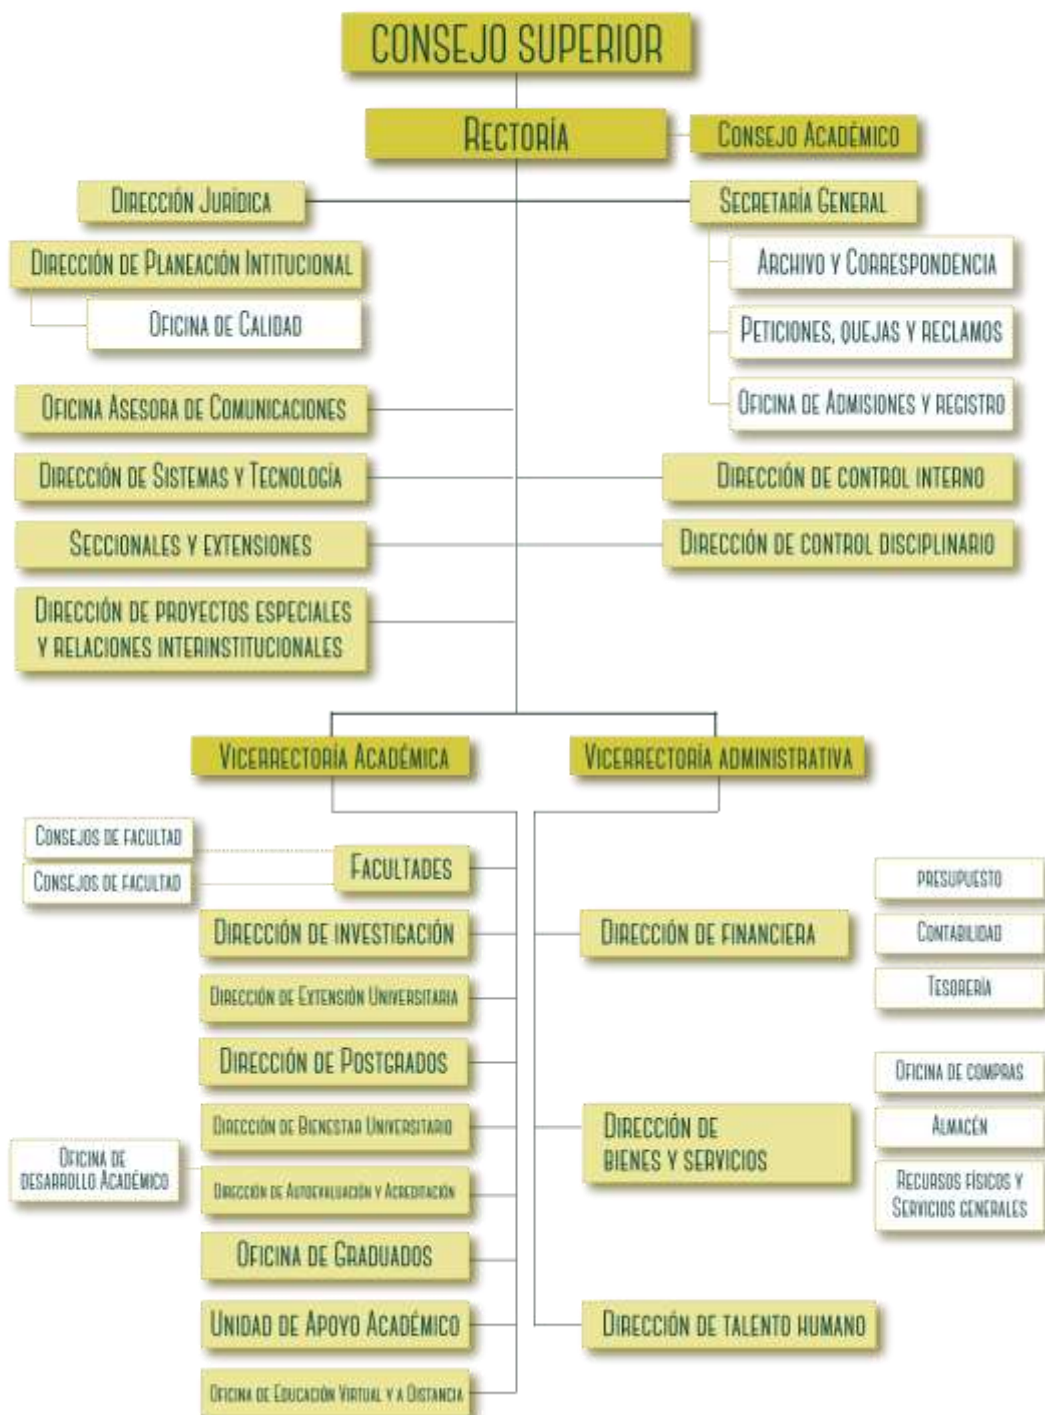 CONSEJO SUPERIOR
RECTORÍA
CONSEJO ACADÉMICO
DIRECCIÓN JURÍDICA
SECRETARÍA GENERAL
DIRECCIÓN DE PLANEACIÓN INTITUCIONAL
ARCHIVO Y CORRESPONDENCIA
OFICINA DE CALIDAD
PETICIONES, QUEJAS Y RECLAMOS
OFICINA ASESORA DE COMUNICACIONES
OFICINA DE ADMISIONES Y REGISTRO
DIRECCIÓN DE SISTEMAS Y TECNOLOGÍA
DIRECCIÓN DE CONTROL INTERNO
SECCIONALES Y EXTENSIONES
DIRECCIÓN DE CONTROL DISCIPLINARIO
DIRECCIÓN DE PROYECTOS ESPECIALES
Y RELACIONES INTERINSTITUCIONALES
VICERRECTORÍA ACADÉMICA
VICERRECTORÍA ADMINISTRATIVA
CONSEJOS DE FACULTAD
CONSEJOS DE FACULTAD
FACULTADES
DIRECCIÓN DE INVESTIGACIÓN
DIRECCIÓN DE EXTENSIÓN UNIVERSITARIA
DIRECCIÓN DE POSTGRADOS
DIRECCIÓN DE BIENESTAR UNIVERSITARIO
OFICINA DE
DESARROLLO ACADÉMICO
DIRECCIÓN DE AUTOEVALUACIÓN Y ACREDITACIÓN
OFICINA DE GRADUADOS
UNIDAD DE APOYO ACADÉMICO
OFICINA DE EDUCACIÓN VIRTUAL Y A DISTANCIA
DIRECCIÓN DE FINANCIERA
PRESUPUESTO
CONTABILIDAD
TESORERÍA
DIRECCIÓN DE
BIENES Y SERVICIOS
OFICINA DE COMPRAS
ALMACÉN
RECURSOS FÍSICOS Y
SERVICIOS GENERALES
DIRECCIÓN DE TALENTO HUMANO